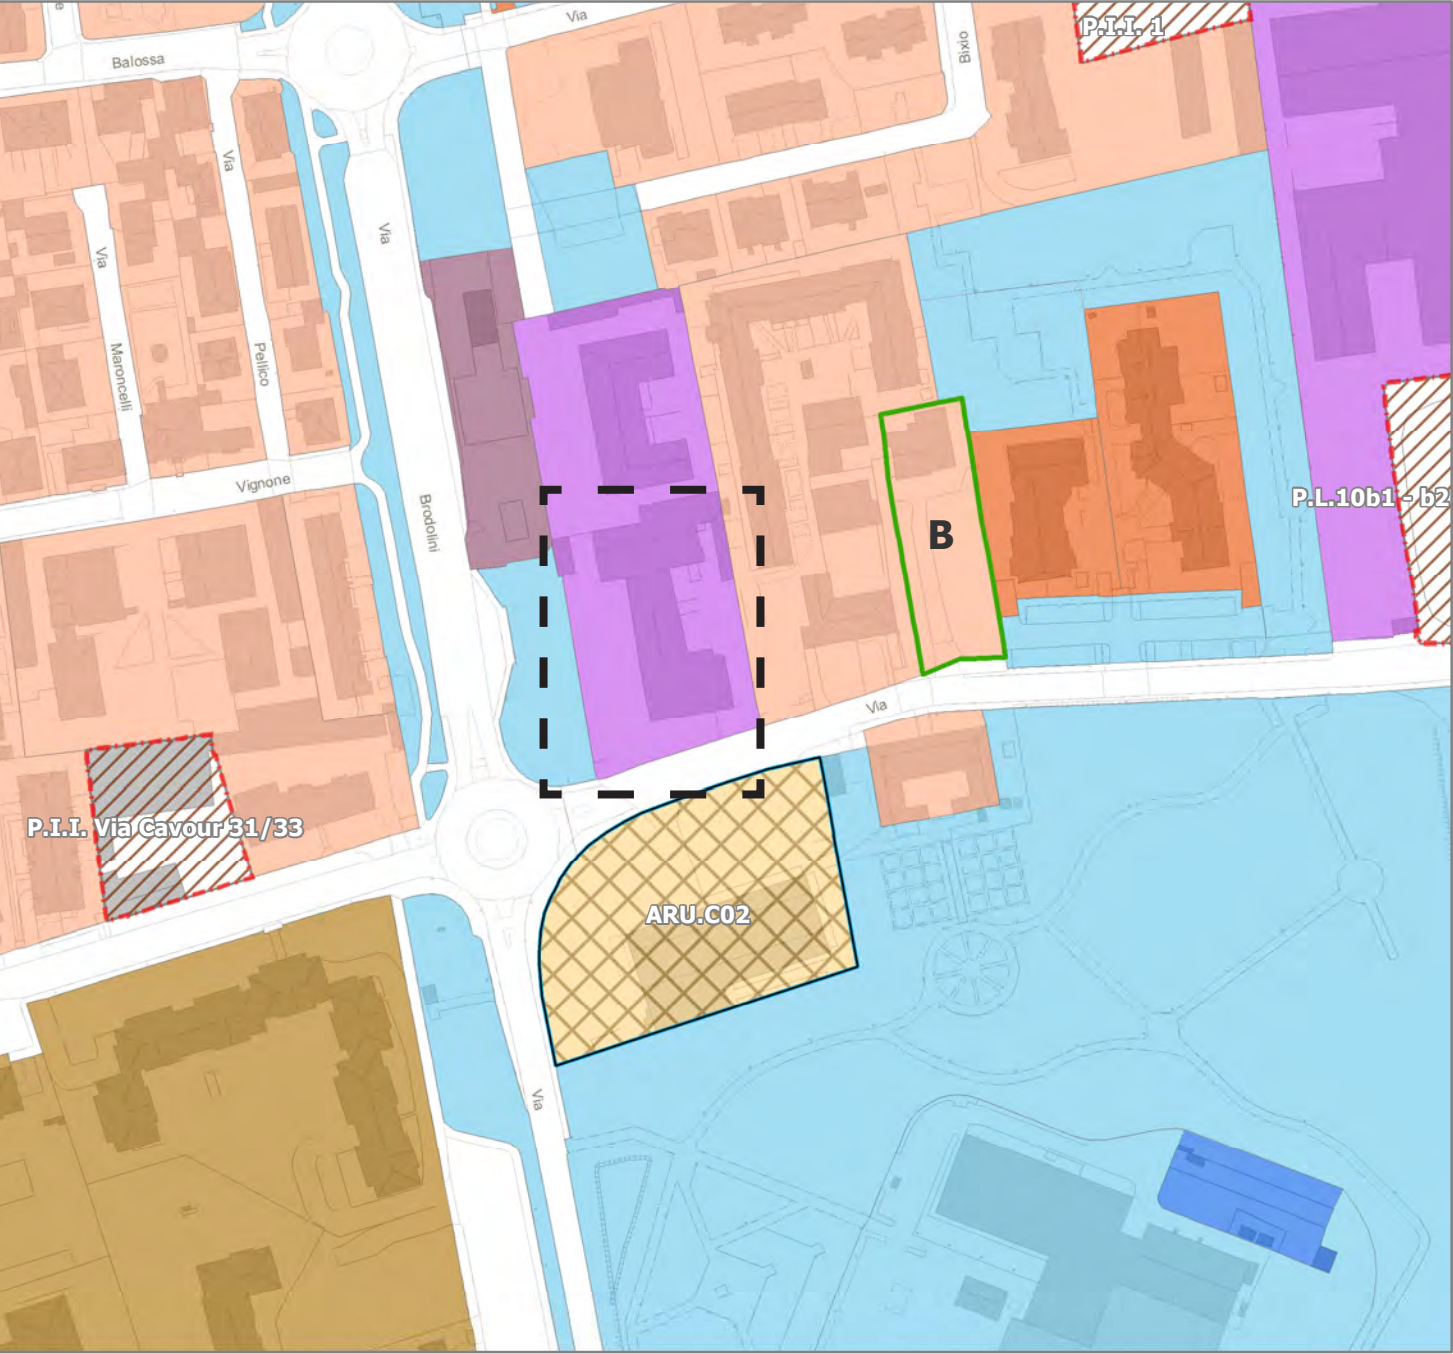 e
Via
P.I.I. 1
Balossa
Bixio
Via
Via
Via
Maroncelli
Pellico
Vignone
Brodolini
P.L.10b1 - b2
B
Via
P.I.I. Via Cavour 31/33
ARU.C02
Via